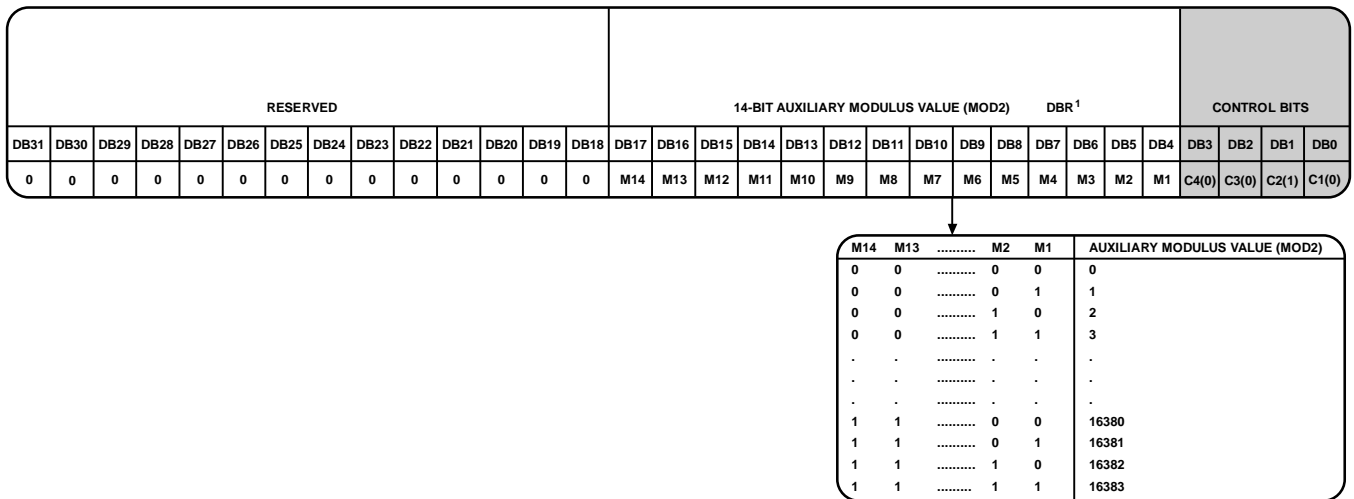 RESERVED 14-BIT AUXILIARY MODULUS VALUE (MOD2) DBR1 CONTROL BITS
DB31 DB30 DB29 DB28 DB27 DB26 DB25 DB24 DB23 DB22 DB21 DB20 DB19 DB18 DB17 DB16 DB15 DB14 DB13 DB12 DB11 DB10 DB9 DB8 DB7 DB6 DB5 DB4 DB3 DB2 DB1 DB0
0 0 0 0 0 0 0 0 0 0 0 0 0 0 M14 M13 M12 M11 M10 M9 M8 M7 M6 M5 M4 M3 M2 M1 C4(0) C3(0) C2(1) C1(0)
M14 M13 .......... M2 M1 AUXILIARY MODULUS VALUE (MOD2)
0 0 .......... 0 0 0
0 0 .......... 0 1 1
0 0 .......... 1 0 2
0 0 .......... 1 1 3
. . .......... . . .
. . .......... . . .
. . .......... . . .
1 1 .......... 0 0 16380
1 1 .......... 0 1 16381
1 1 .......... 1 0 16382
1 1 ......... 1 1 16383